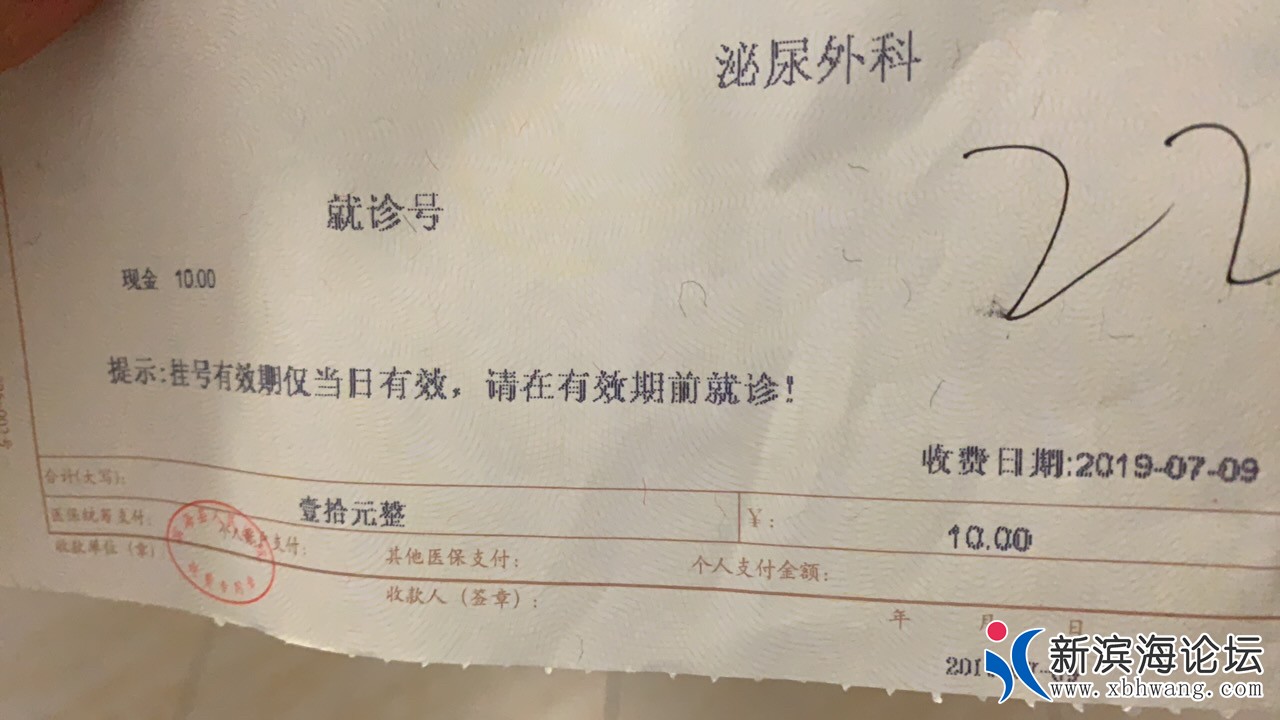 泌尿外科
22
就诊号
现金 10.00
提示:挂号有效期仅当日有效，请在有效期前就诊!
收费日期:2019-07-09
合计(大写): 壹拾元整 ¥: 10.00
医保统筹支付: 支付: 其他医保支付: 个人支付金额:
收款单位（章） 收款人（签章）:
年 月 日
新滨海论坛
www.xbhwang.com